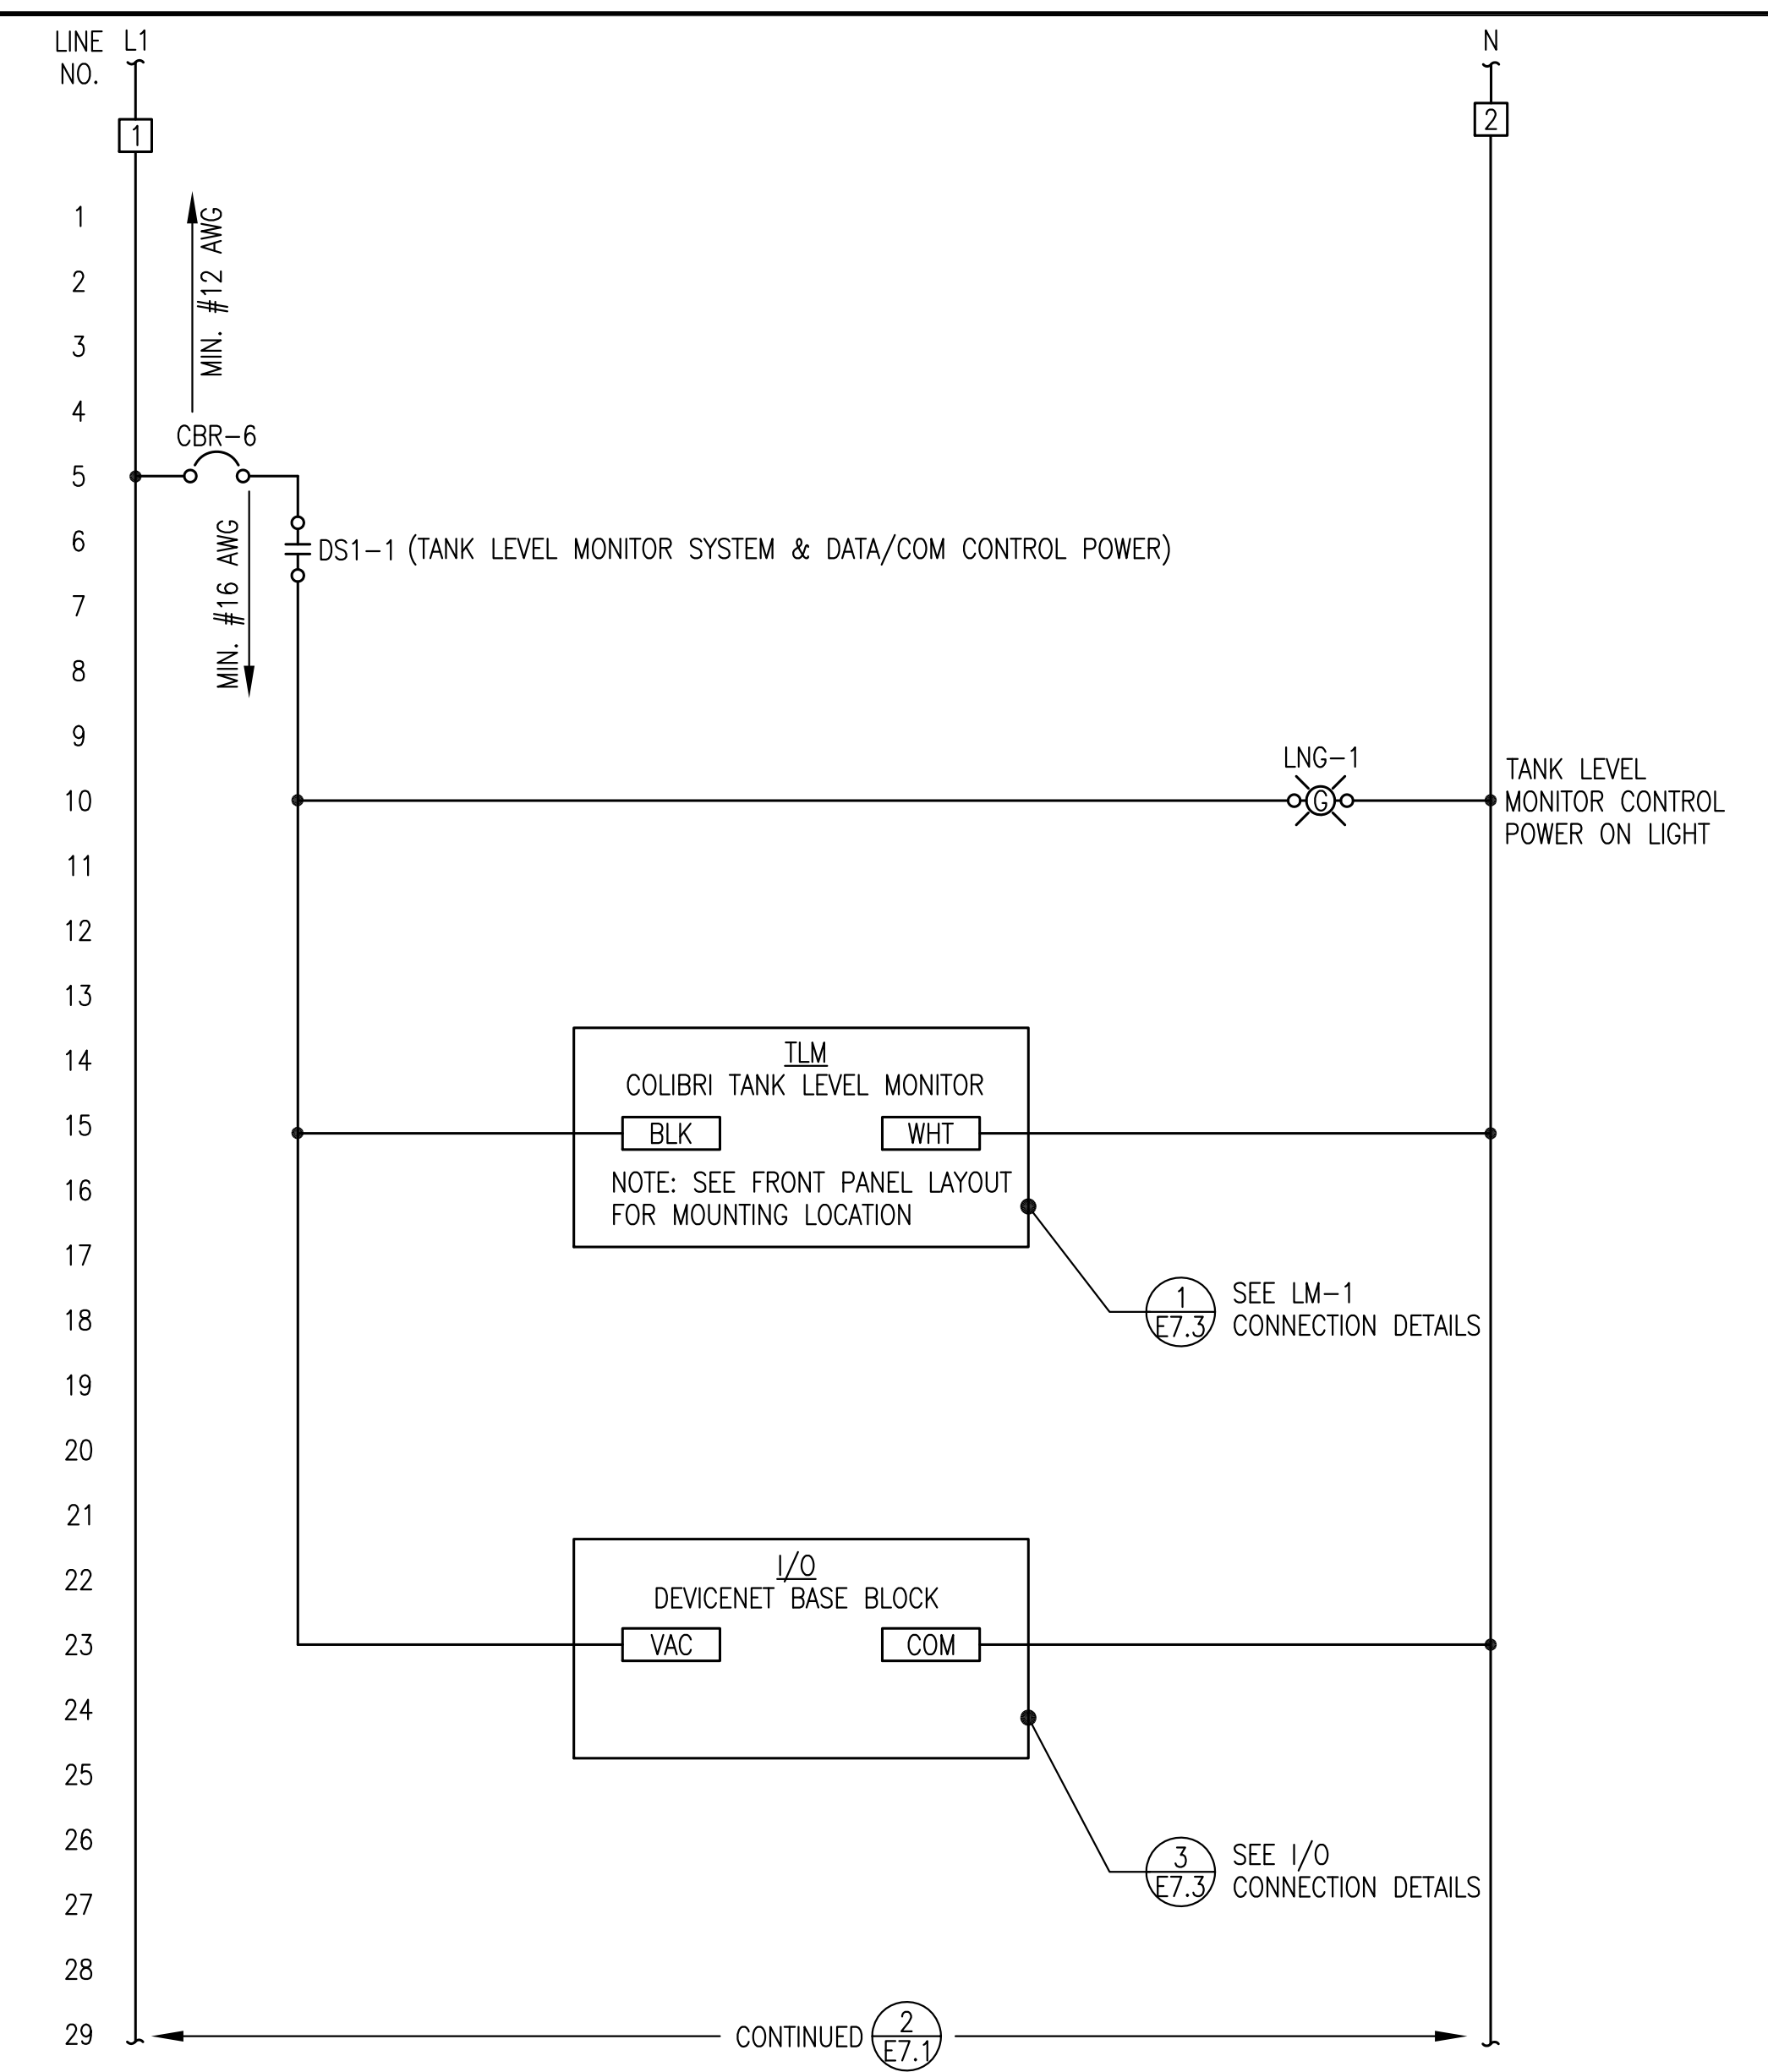 LINE NO.
L1
N
1
2
1
MIN. #12 AWG
2
3
4
CBR-6
5
6
DS1-1 (TANK LEVEL MONITOR SYSTEM & DATA/COM CONTROL POWER)
MIN. #16 AWG
7
8
9
LNG-1
10
G
TANK LEVEL
MONITOR CONTROL
POWER ON LIGHT
11
12
13
14
TLM
COLIBRI TANK LEVEL MONITOR
15
BLK
WHT
16
NOTE: SEE FRONT PANEL LAYOUT
FOR MOUNTING LOCATION
17
18
1
E7.3
SEE LM-1
CONNECTION DETAILS
19
20
21
22
I/O
DEVICENET BASE BLOCK
23
VAC
COM
24
25
26
3
E7.3
SEE I/O
CONNECTION DETAILS
27
28
29
CONTINUED
2
E7.1